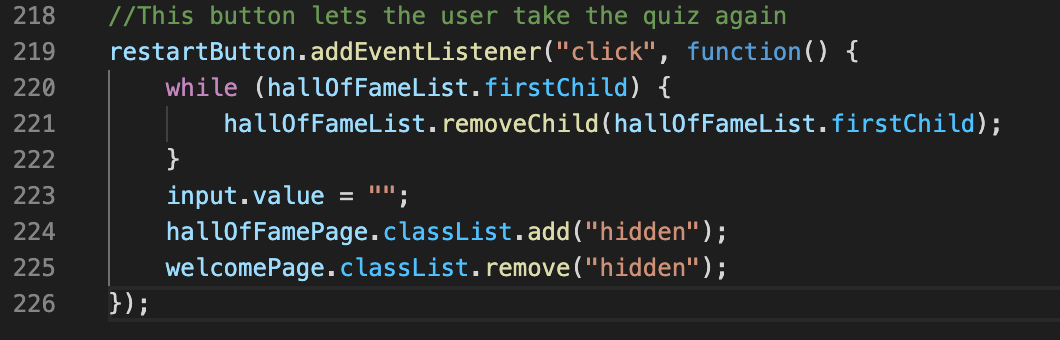 218 //This button lets the user take the quiz again
219 restartButton.addEventListener("click", function() {
220 while (hallOfFameList.firstChild) {
221 hallOfFameList.removeChild(hallOfFameList.firstChild);
222 }
223 input.value = "";
224 hallOfFamePage.classList.add("hidden");
225 welcomePage.classList.remove("hidden");
226 });